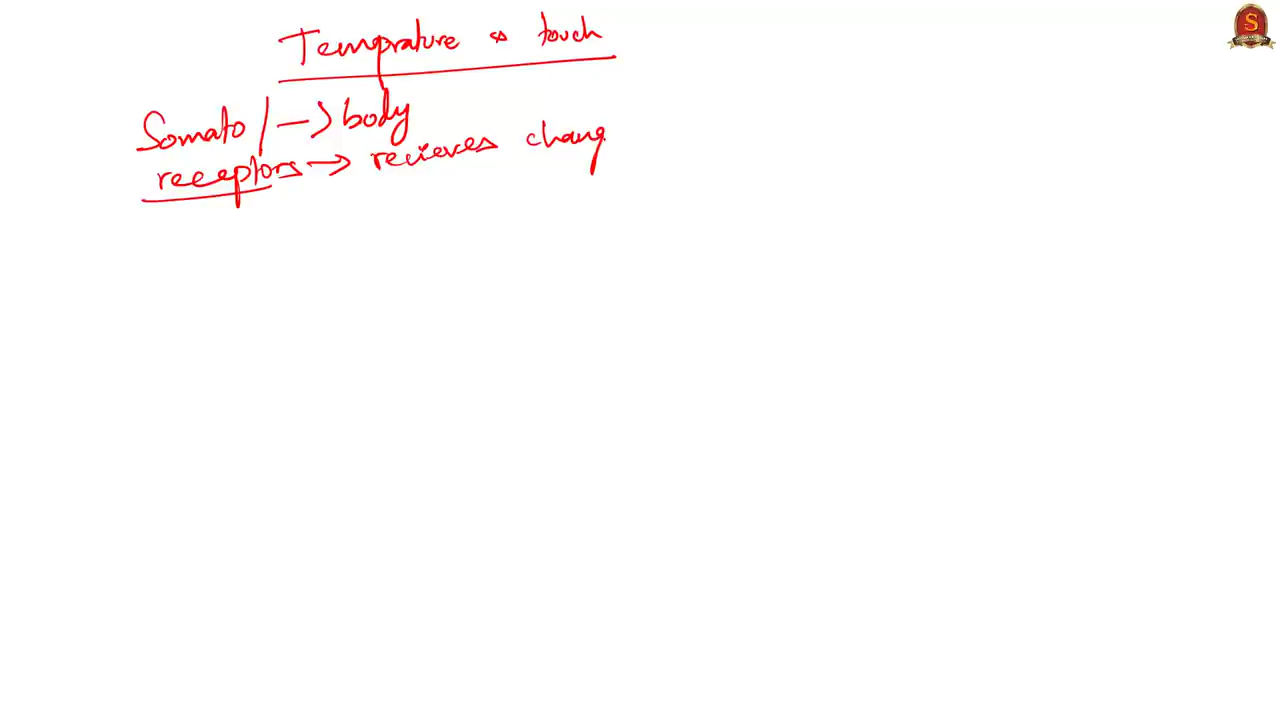 Temprature & touch
Somato / → body
receptors → recieves chang
S